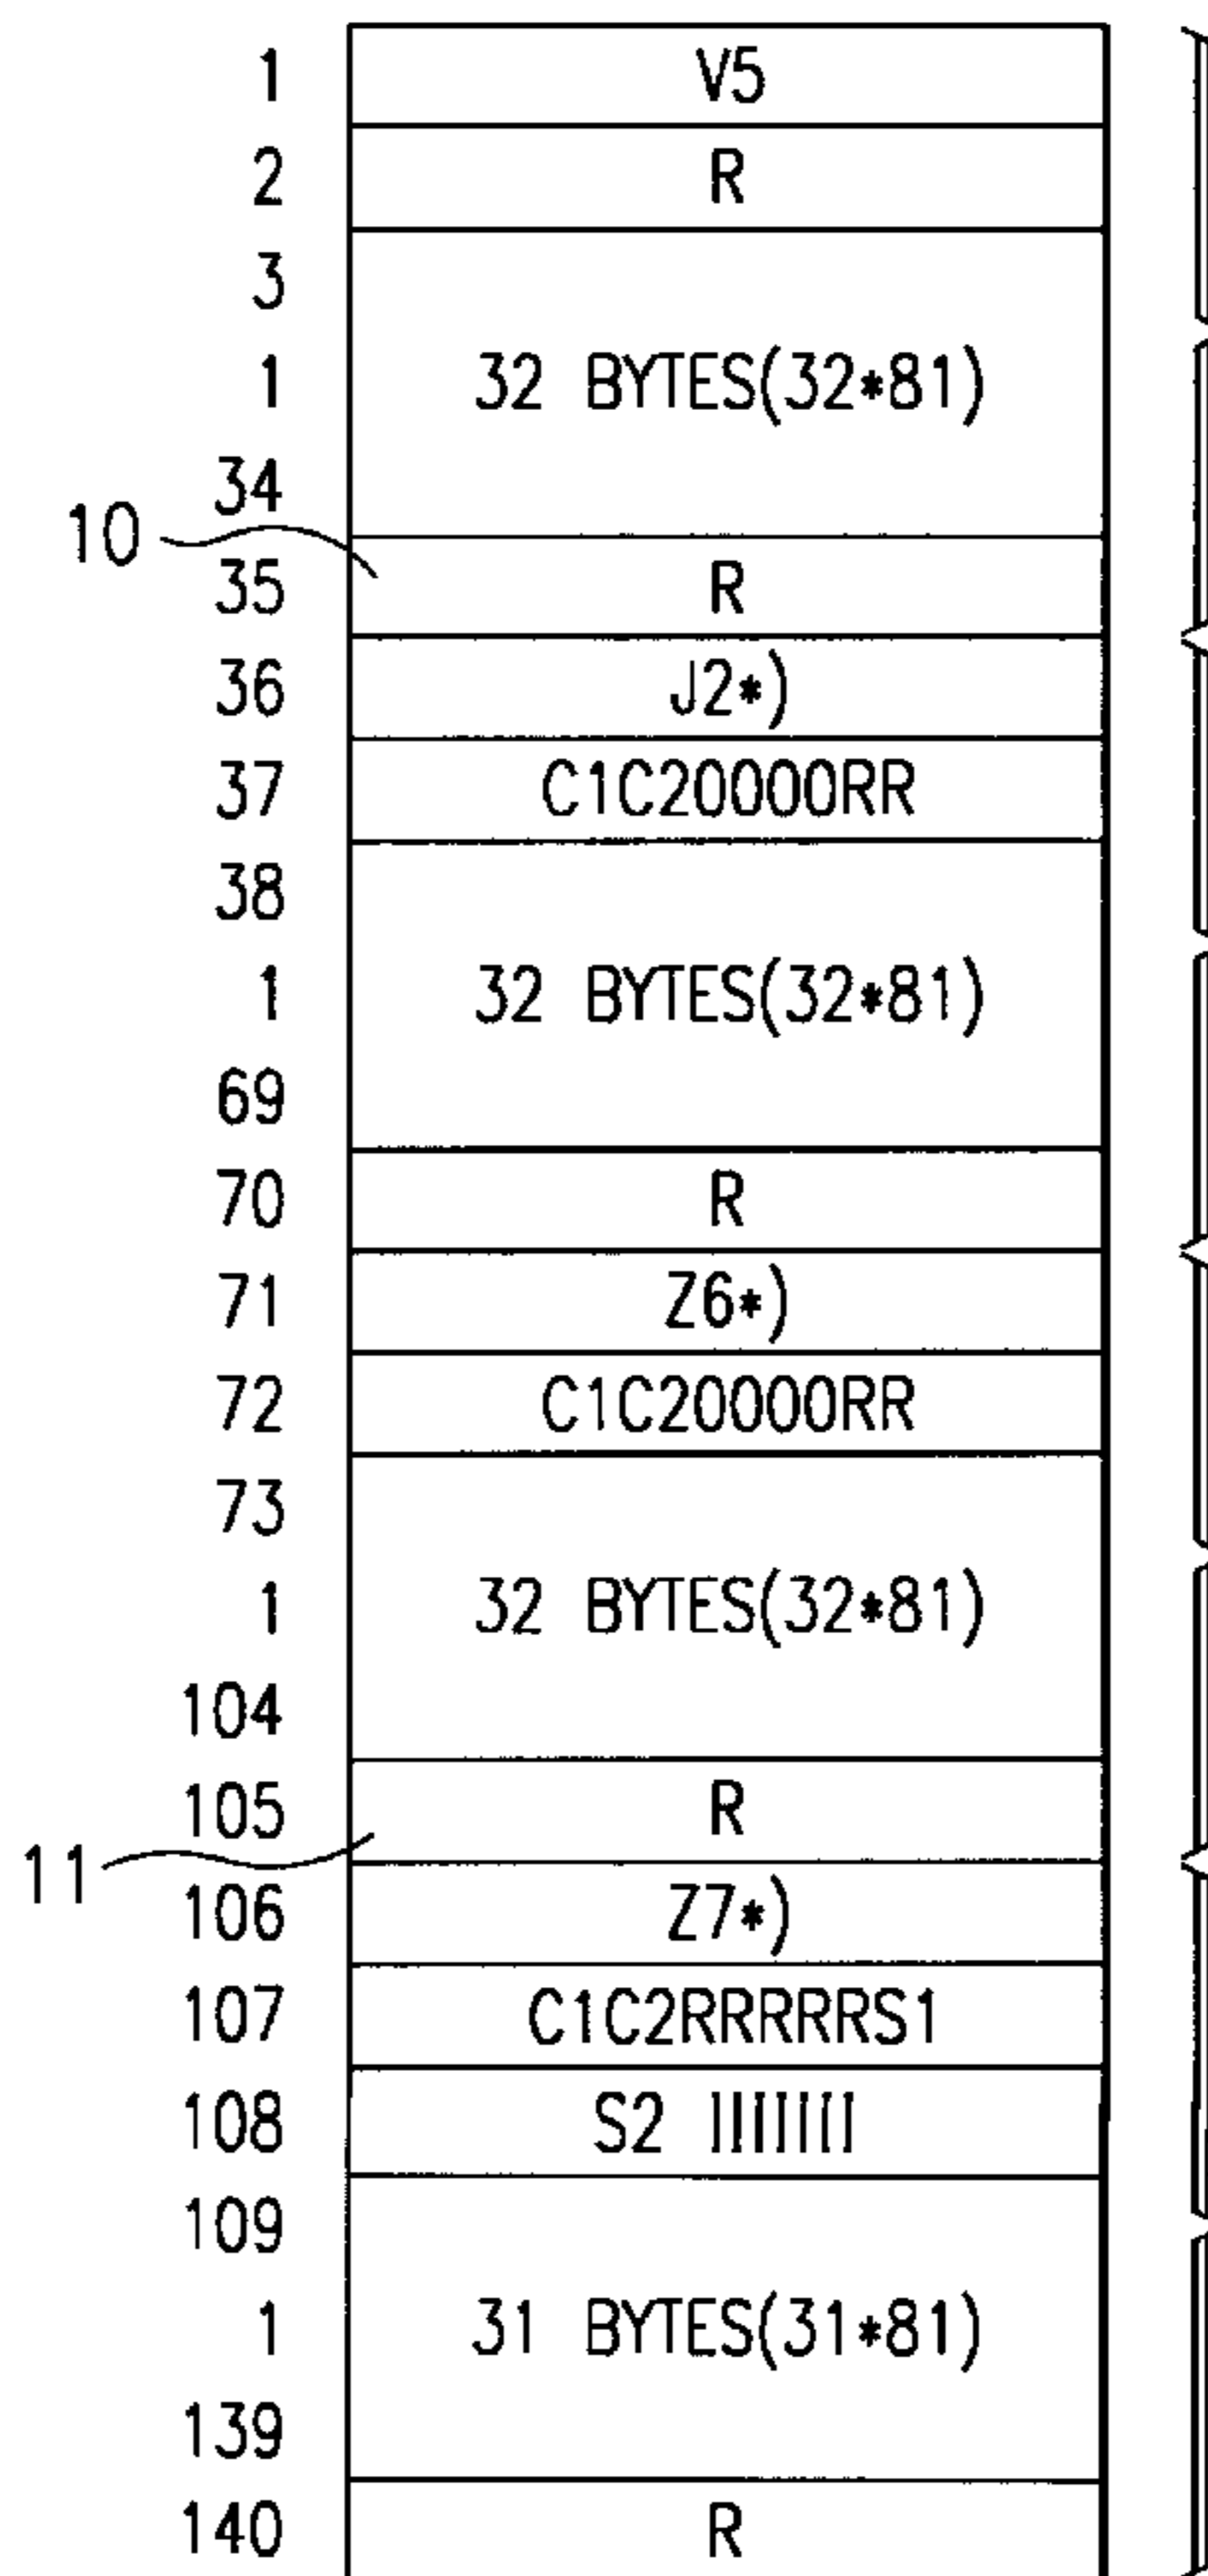 1 V5
2 R
3
1 32 BYTES(32*81)
34
10
35 R
36 J2*)
37 C1C20000RR
38
1 32 BYTES(32*81)
69
70 R
71 Z6*)
72 C1C20000RR
73
1 32 BYTES(32*81)
104
105 R
11
106 Z7*)
107 C1C2RRRRRS1
108 S2 IIIIIII
109
1 31 BYTES(31*81)
139
140 R